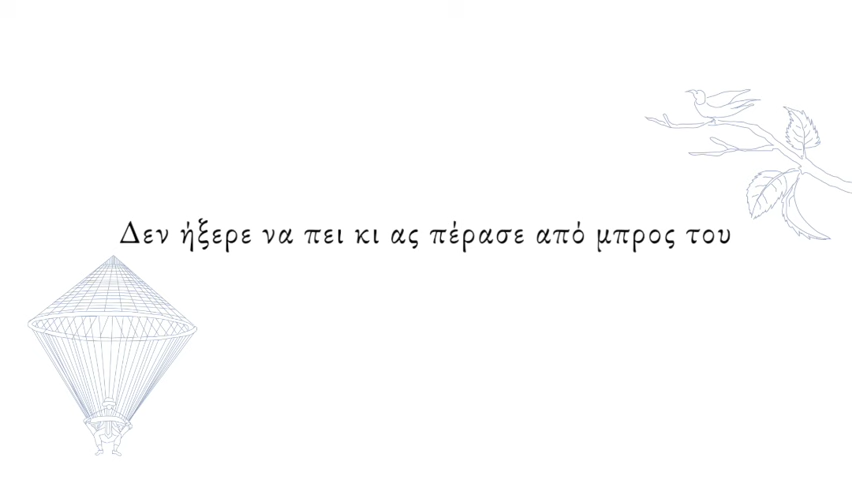 Δεν ήξερε να πει κι ας πέρασε από μπρος του